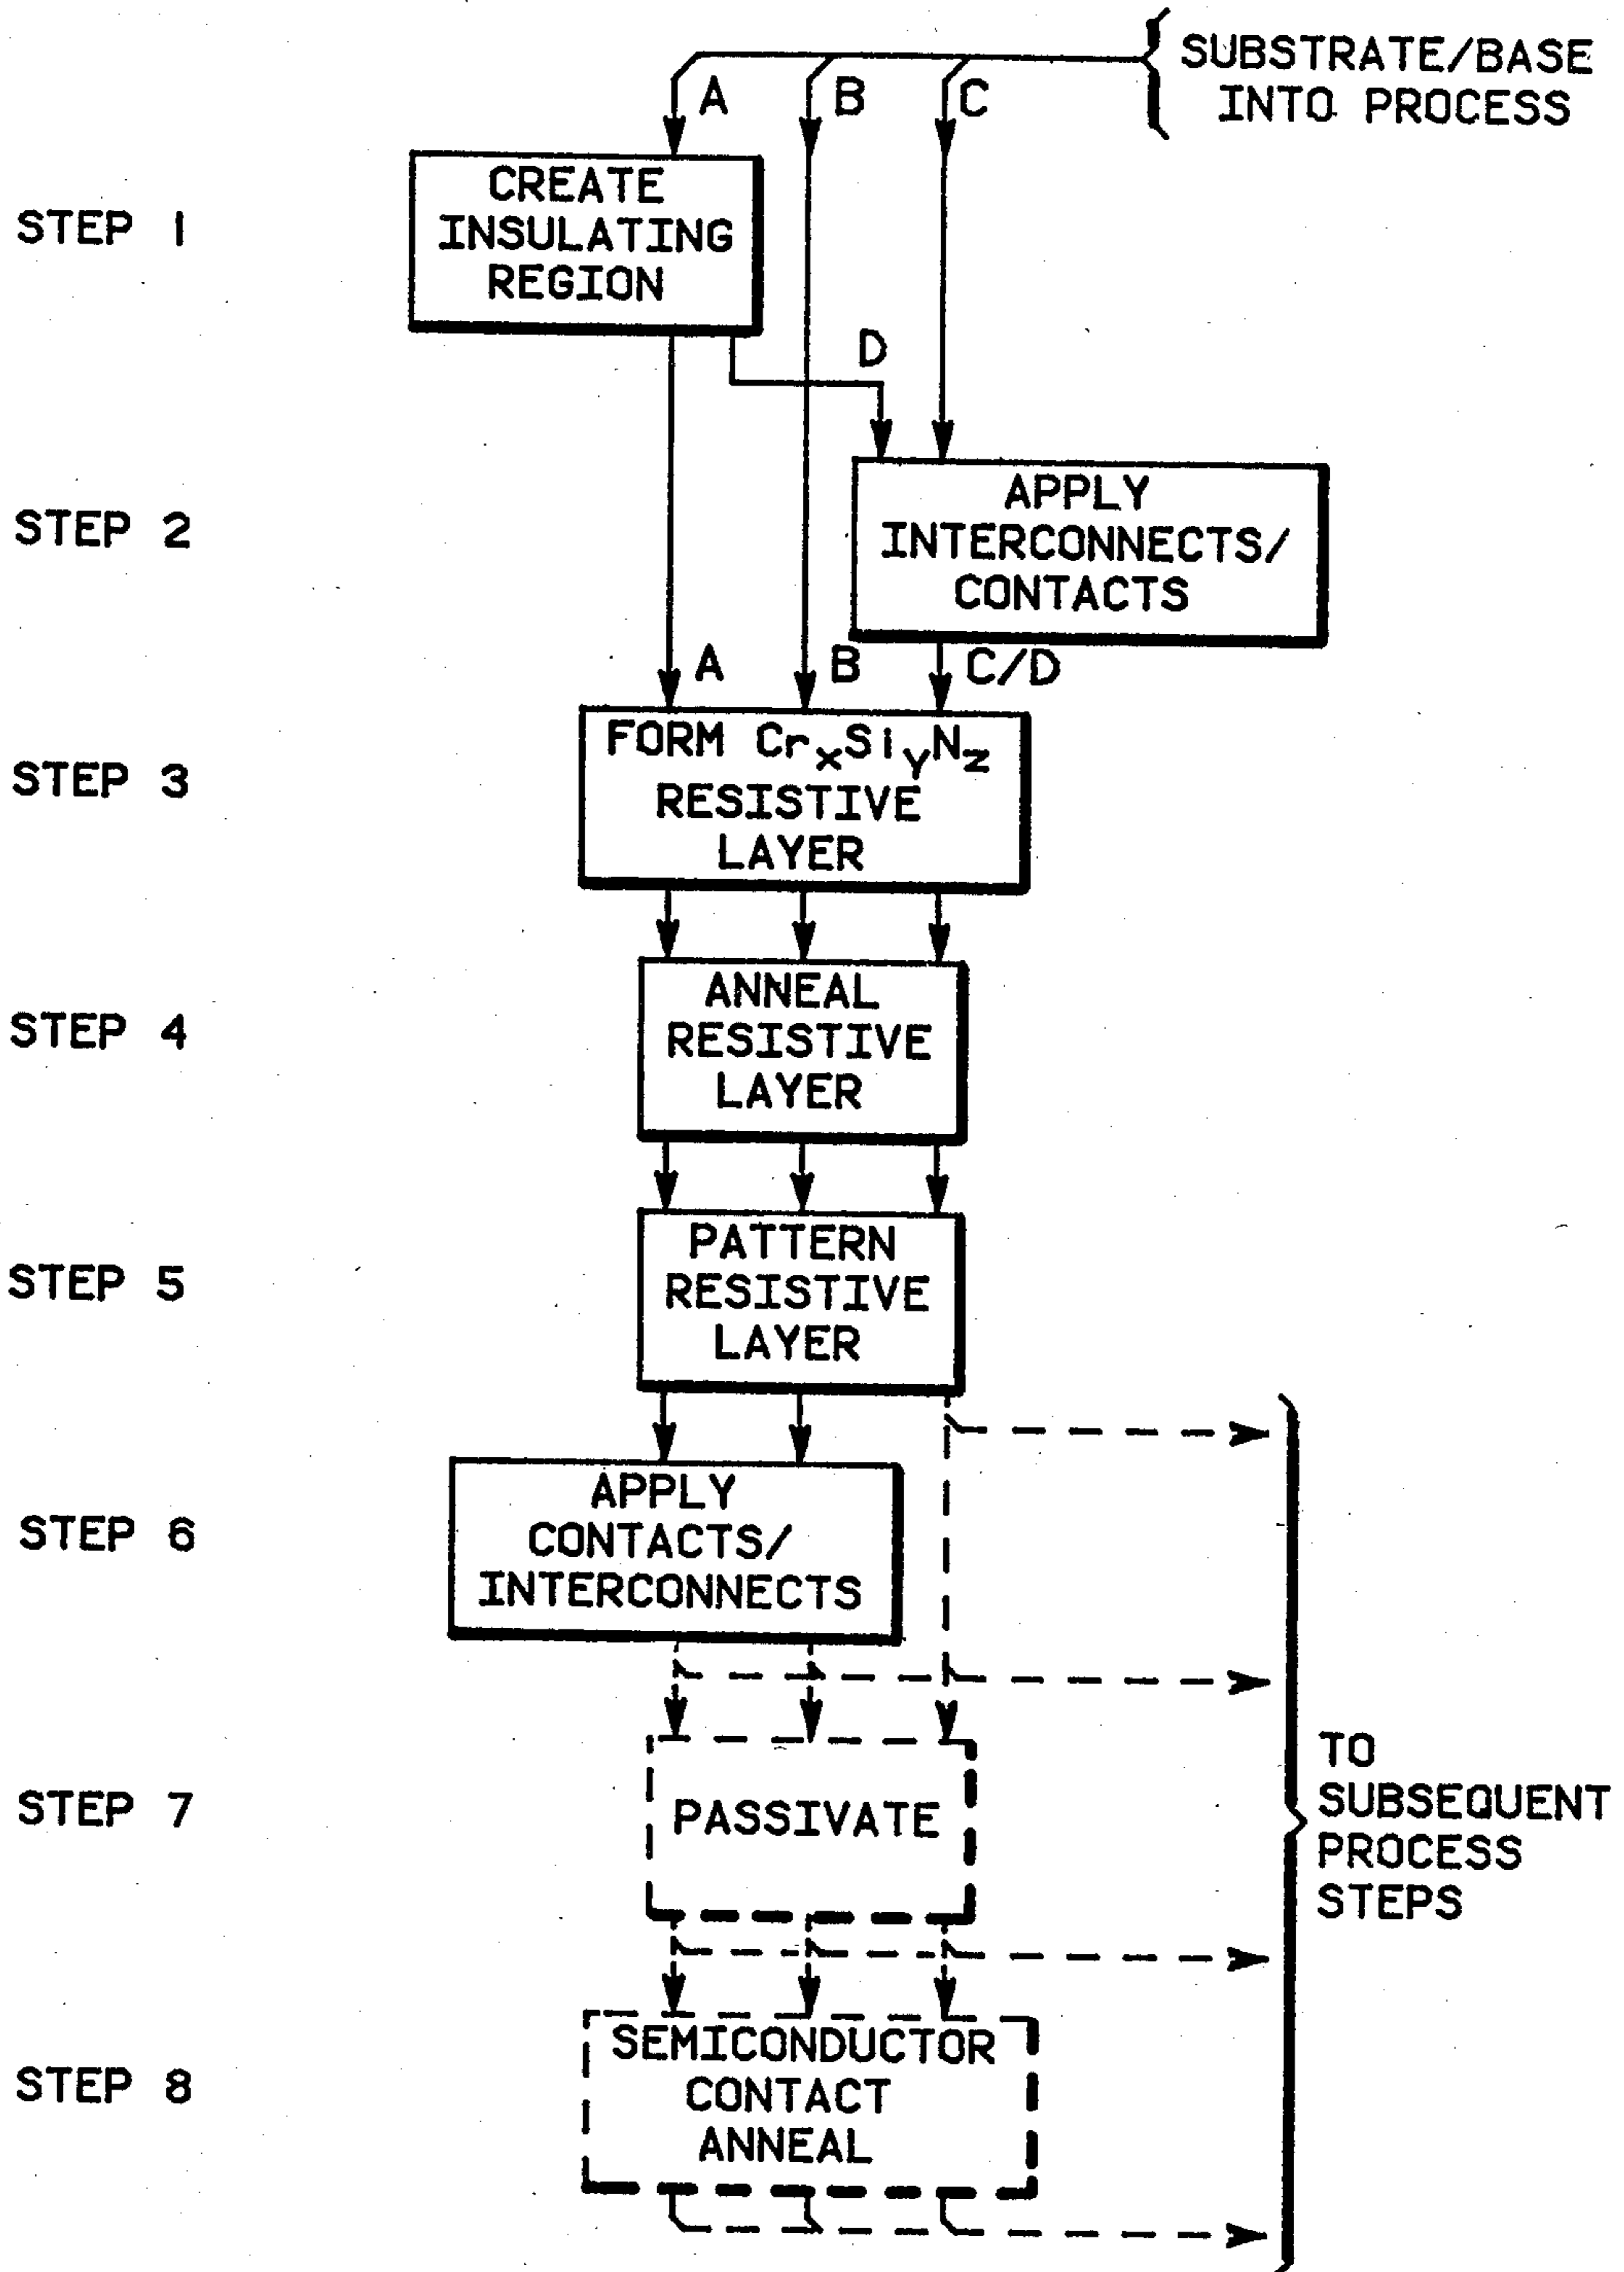 SUBSTRATE/BASE
INTO PROCESS
A
B
C
STEP 1
CREATE
INSULATING
REGION
D
STEP 2
APPLY
INTERCONNECTS/
CONTACTS
A
B
C/D
STEP 3
FORM CrxSiyNz
RESISTIVE
LAYER
STEP 4
ANNEAL
RESISTIVE
LAYER
STEP 5
PATTERN
RESISTIVE
LAYER
STEP 6
APPLY
CONTACTS/
INTERCONNECTS
STEP 7
PASSIVATE
TO
SUBSEQUENT
PROCESS
STEPS
STEP 8
SEMICONDUCTOR
CONTACT
ANNEAL